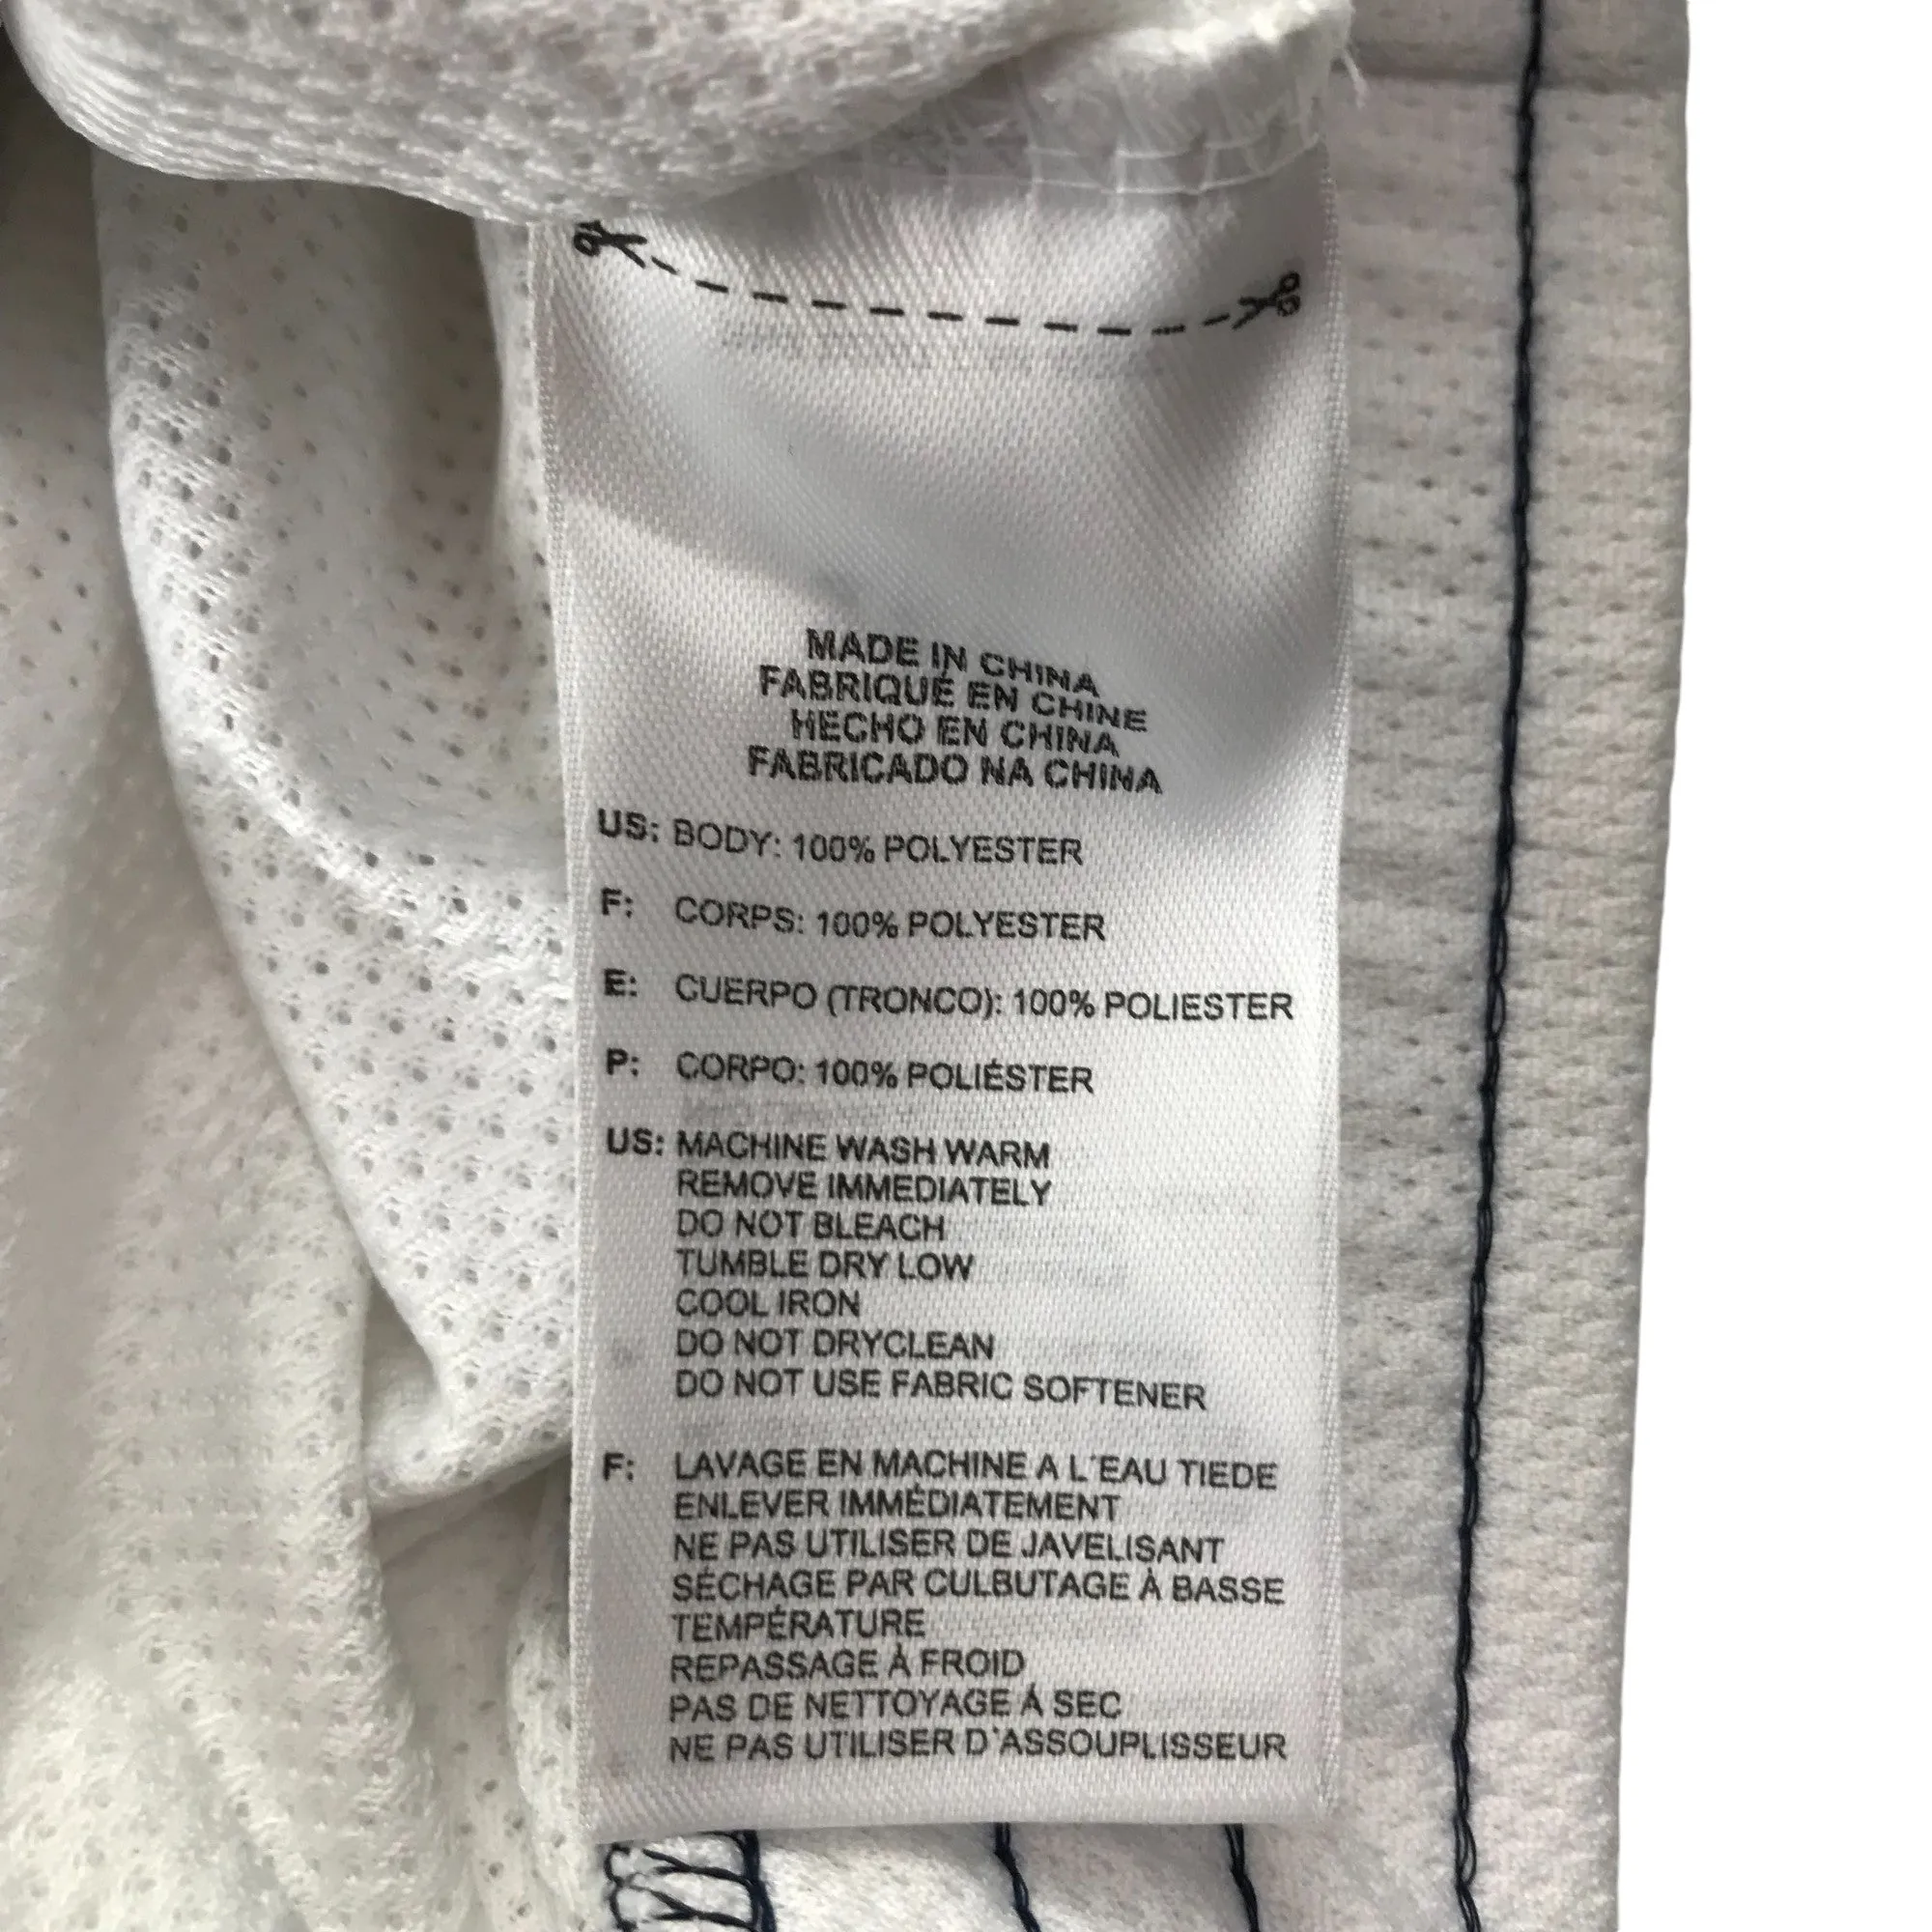 MADE IN CHINA
FABRIQUÉ EN CHINE
HECHO EN CHINA
FABRICADO NA CHINA
US: BODY: 100% POLYESTER
F: CORPS: 100% POLYESTER
E: CUERPO (TRONCO): 100% POLIESTER
P: CORPO: 100% POLIÉSTER
US: MACHINE WASH WARM
REMOVE IMMEDIATELY
DO NOT BLEACH
TUMBLE DRY LOW
COOL IRON
DO NOT DRYCLEAN
DO NOT USE FABRIC SOFTENER
F: LAVAGE EN MACHINE A L'EAU TIEDE
ENLEVER IMMÉDIATEMENT
NE PAS UTILISER DE JAVELISANT
SÉCHAGE PAR CULBUTAGE À BASSE
TEMPÉRATURE
REPASSAGE À FROID
PAS DE NETTOYAGE Á SEC
NE PAS UTILISER D'ASSOUPLISSEUR